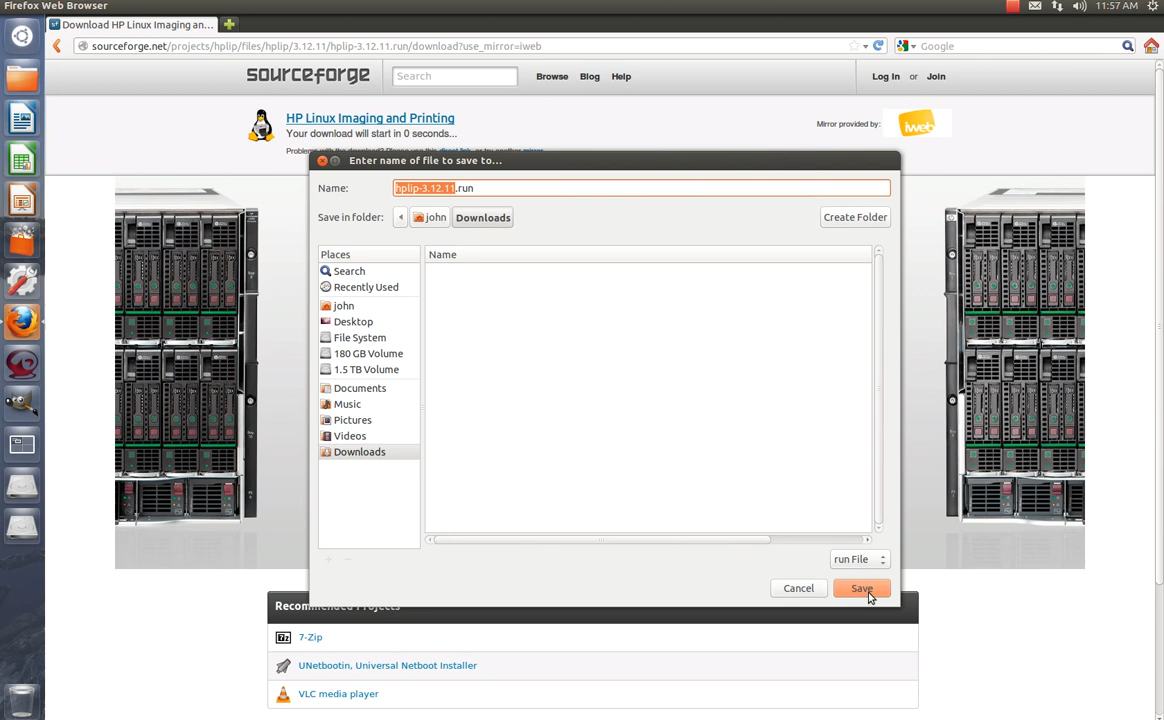 Firefox Web Browser
11:57 AM
Download HP Linux Imaging an...
sourceforge.net/projects/hplip/files/hplip/3.12.11/hplip-3.12.11.run/download?use_mirror=iweb
Google
sourceforge
Search
Browse Blog Help
Log In or Join
HP Linux Imaging and Printing
Your download will start in 0 seconds...
Mirror provided by:
iweb
Enter name of file to save to...
Name:
hplip-3.12.11.run
Save in folder:
john
Downloads
Create Folder
Places
Name
Search
Recently Used
john
Desktop
File System
180 GB Volume
1.5 TB Volume
Documents
Music
Pictures
Videos
Downloads
run File
Cancel
Save
Recommended Projects
7-Zip
UNetbootin, Universal Netboot Installer
VLC media player